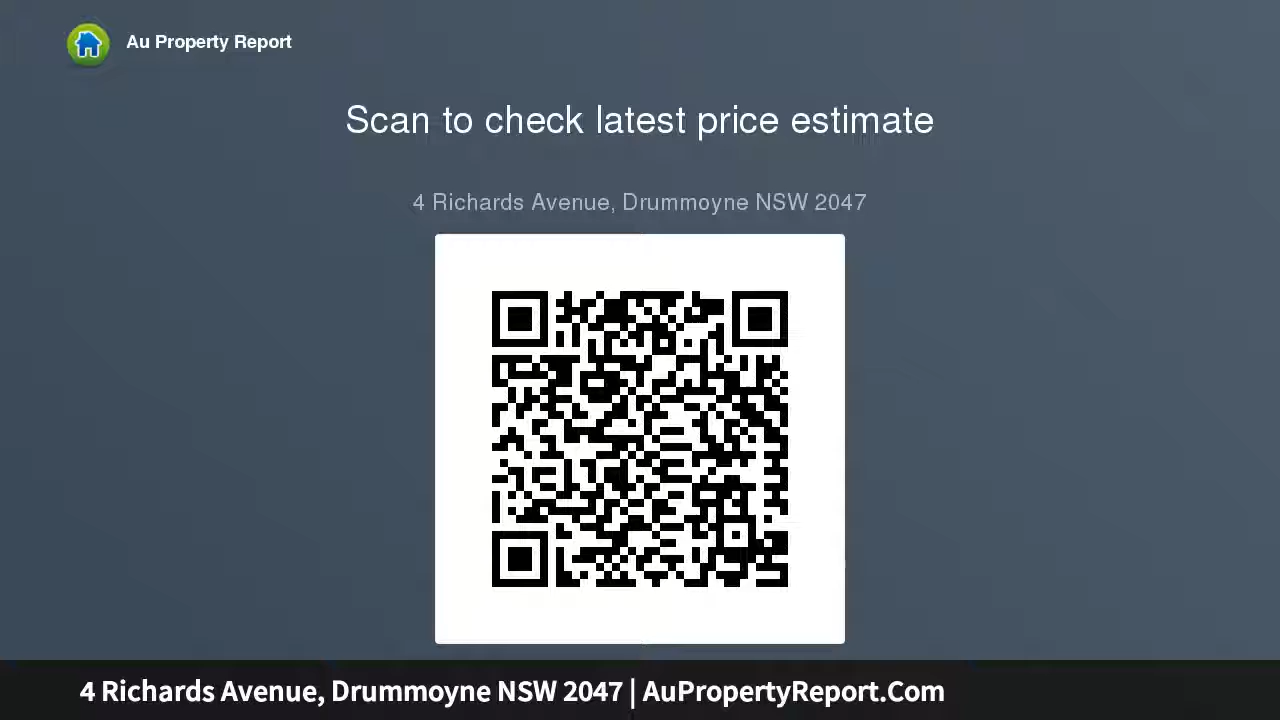 Au Property Report
Scan to check latest price estimate
4 Richards Avenue, Drummoyne NSW 2047
4 Richards Avenue, Drummoyne NSW 2047 | AuPropertyReport.Com